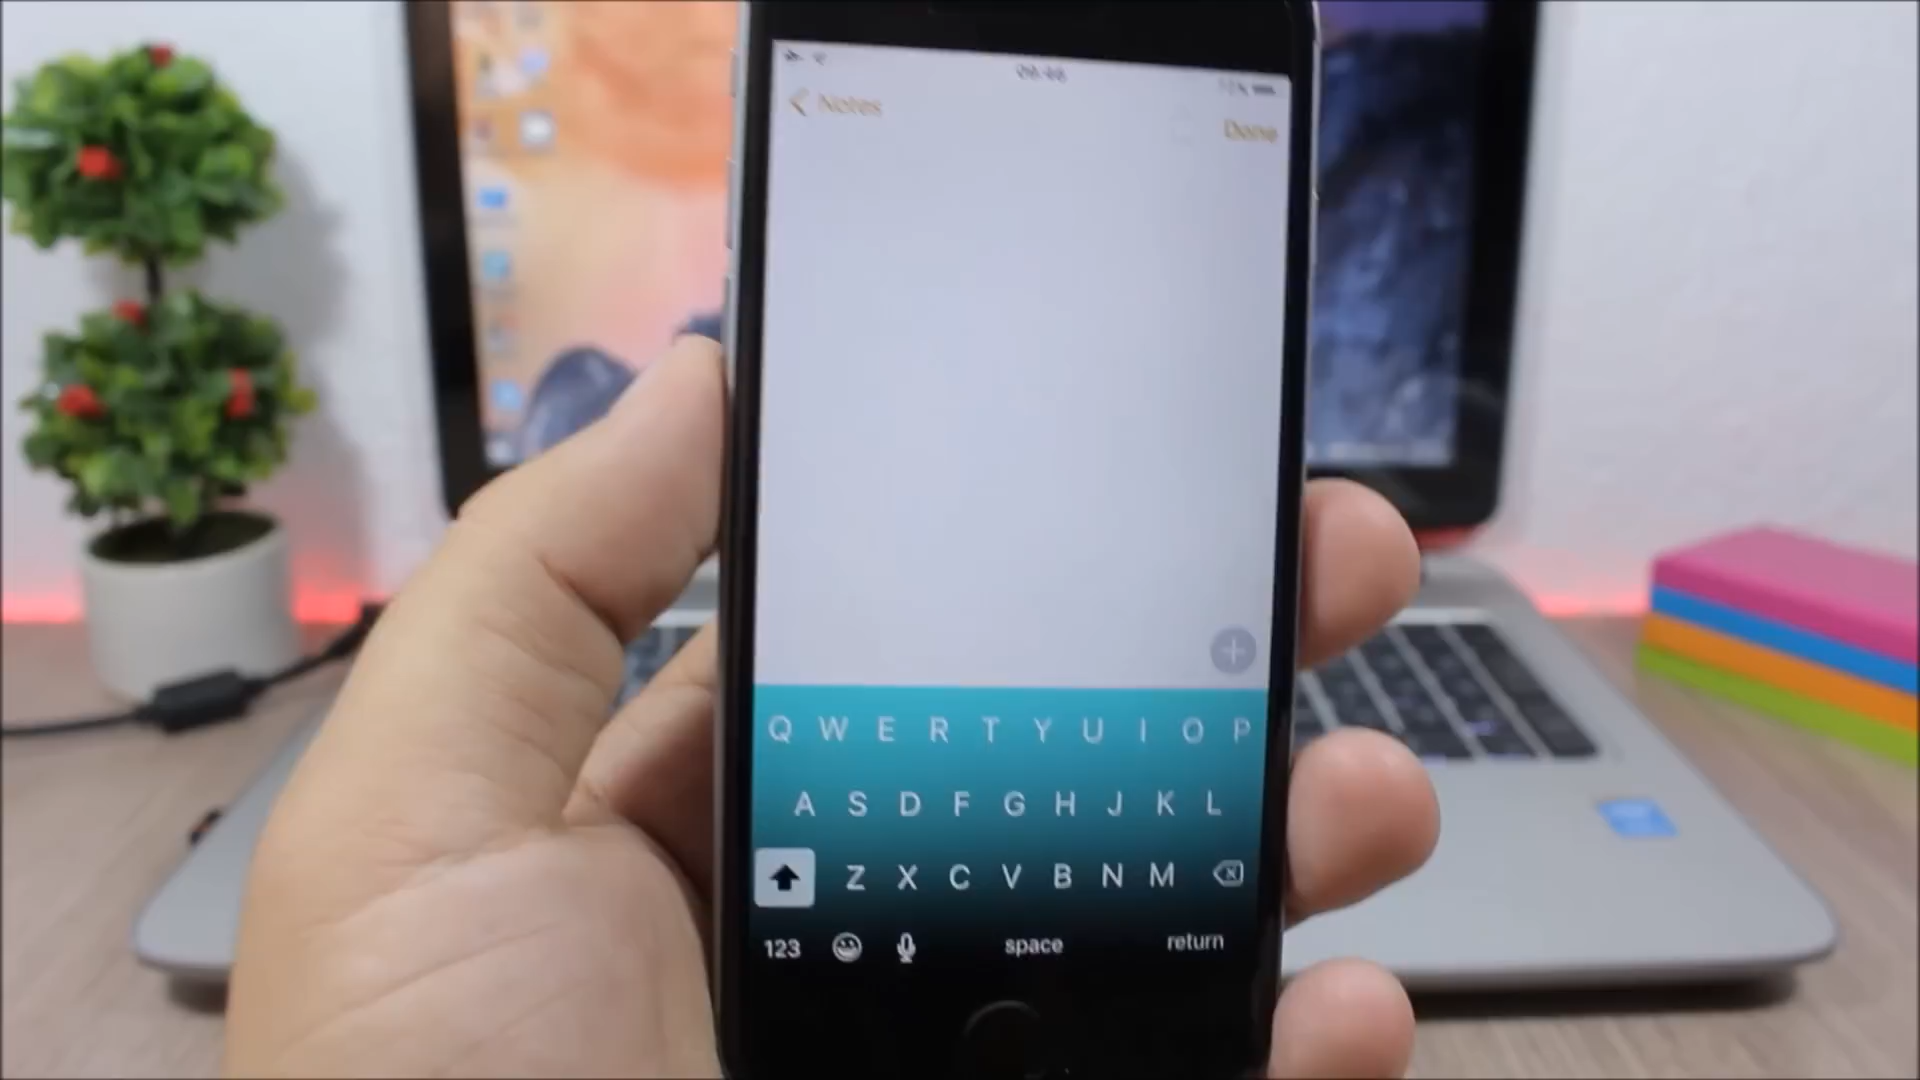 Notes
Done
Q W E R T Y U I O P
A S D F G H J K L
Z X C V B N M
123 space return